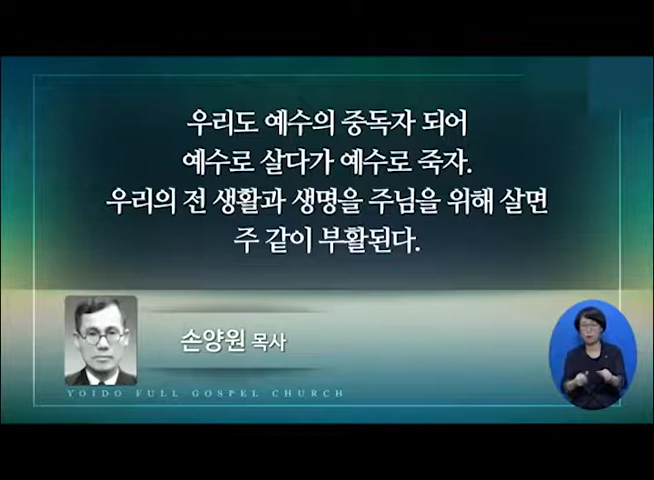 우리도 예수의 중독자 되어
예수로 살다가 예수로 죽자.
우리의 전 생활과 생명을 주님을 위해 살면
주 같이 부활된다.
손양원 목사
YOIDO FULL GOSPEL CHURCH